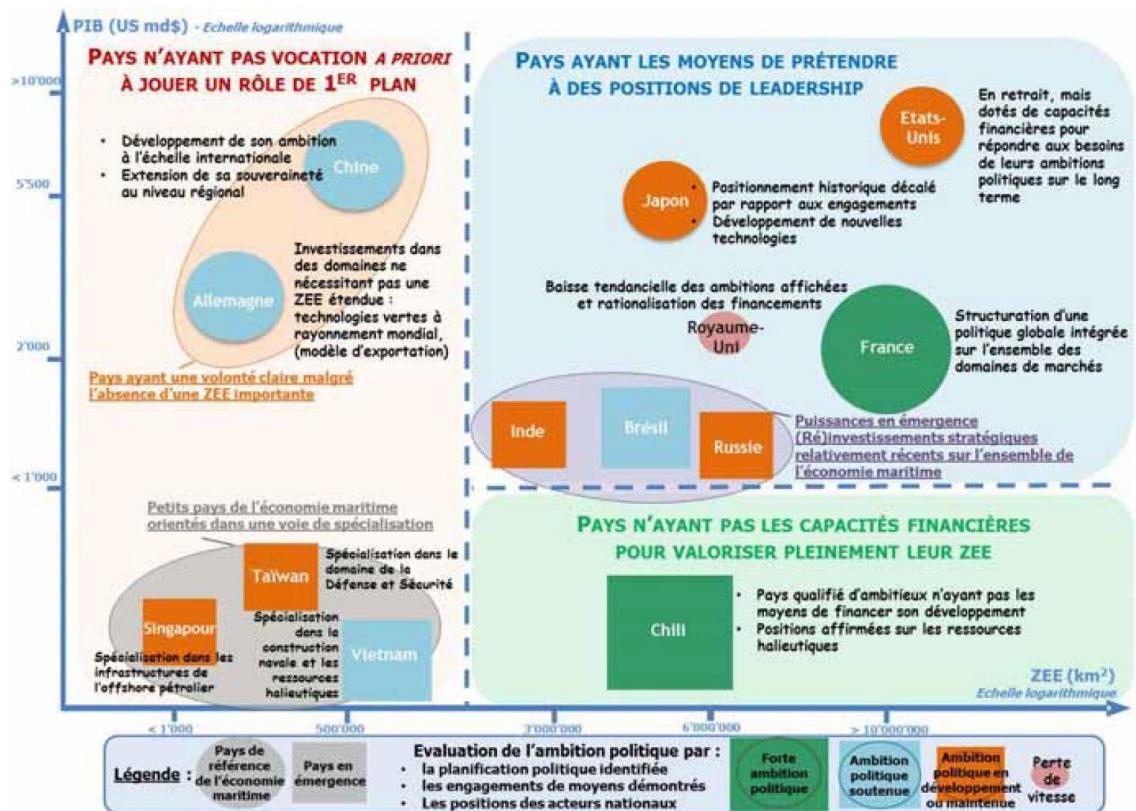 PIB (US md$) - Echelle logarithmique
PAYS N'AYANT PAS VOCATION A PRIORI
À JOUER UN RÔLE DE 1ER PLAN
PAYS AYANT LES MOYENS DE PRÉTENDRE
À DES POSITIONS DE LEADERSHIP
>10'000
5'500
2'000
< 1'000
• Développement de son ambition
à l'échelle internationale
• Extension de sa souveraineté
au niveau régional
Chine
Allemagne
Investissements dans
des domaines ne
nécessitant pas une
ZEE étendue :
technologies vertes à
rayonnement mondial,
(modèle d'exportation)
Pays ayant une volonté claire malgré
l'absence d'une ZEE importante
Etats-
Unis
En retrait, mais
dotés de capacités
financières pour
répondre aux besoins
de leurs ambitions
politiques sur le long
terme
Japon
• Positionnement historique décalé
par rapport aux engagements
• Développement de nouvelles
technologies
Baisse tendancielle des ambitions affichées
et rationalisation des financements
Royaume-
Uni
France
Structuration d'une
politique globale intégrée
sur l'ensemble des
domaines de marchés
Inde
Brésil
Russie
Puissances en émergence
(Ré)investissements stratégiques
relativement récents sur l'ensemble de
l'économie maritime
Petits pays de l'économie maritime
orientés dans une voie de spécialisation
Taïwan
Spécialisation dans le
domaine de la
Défense et Sécurité
Singapour
Spécialisation dans les
infrastructures de
l'offshore pétrolier
Spécialisation
dans la
construction
navale et les
ressources
halieutiques
Vietnam
PAYS N'AYANT PAS LES CAPACITÉS FINANCIÈRES
POUR VALORISER PLEINEMENT LEUR ZEE
Chili
• Pays qualifié d'ambitieux n'ayant pas les
moyens de financer son développement
• Positions affirmées sur les ressources
halieutiques
ZEE (km²)
Echelle logarithmique
< 1'000
500'000
3'000'000
6'000'000
> 10'000'000
Légende :
Pays de
référence
de l'économie
maritime
Pays en
émergence
Evaluation de l'ambition politique par :
• la planification politique identifiée
• les engagements de moyens démontrés
• Les positions des acteurs nationaux
Forte
ambition
politique
Ambition
politique
soutenue
Ambition
politique en
développement
ou maintenue
Perte
de
vitesse